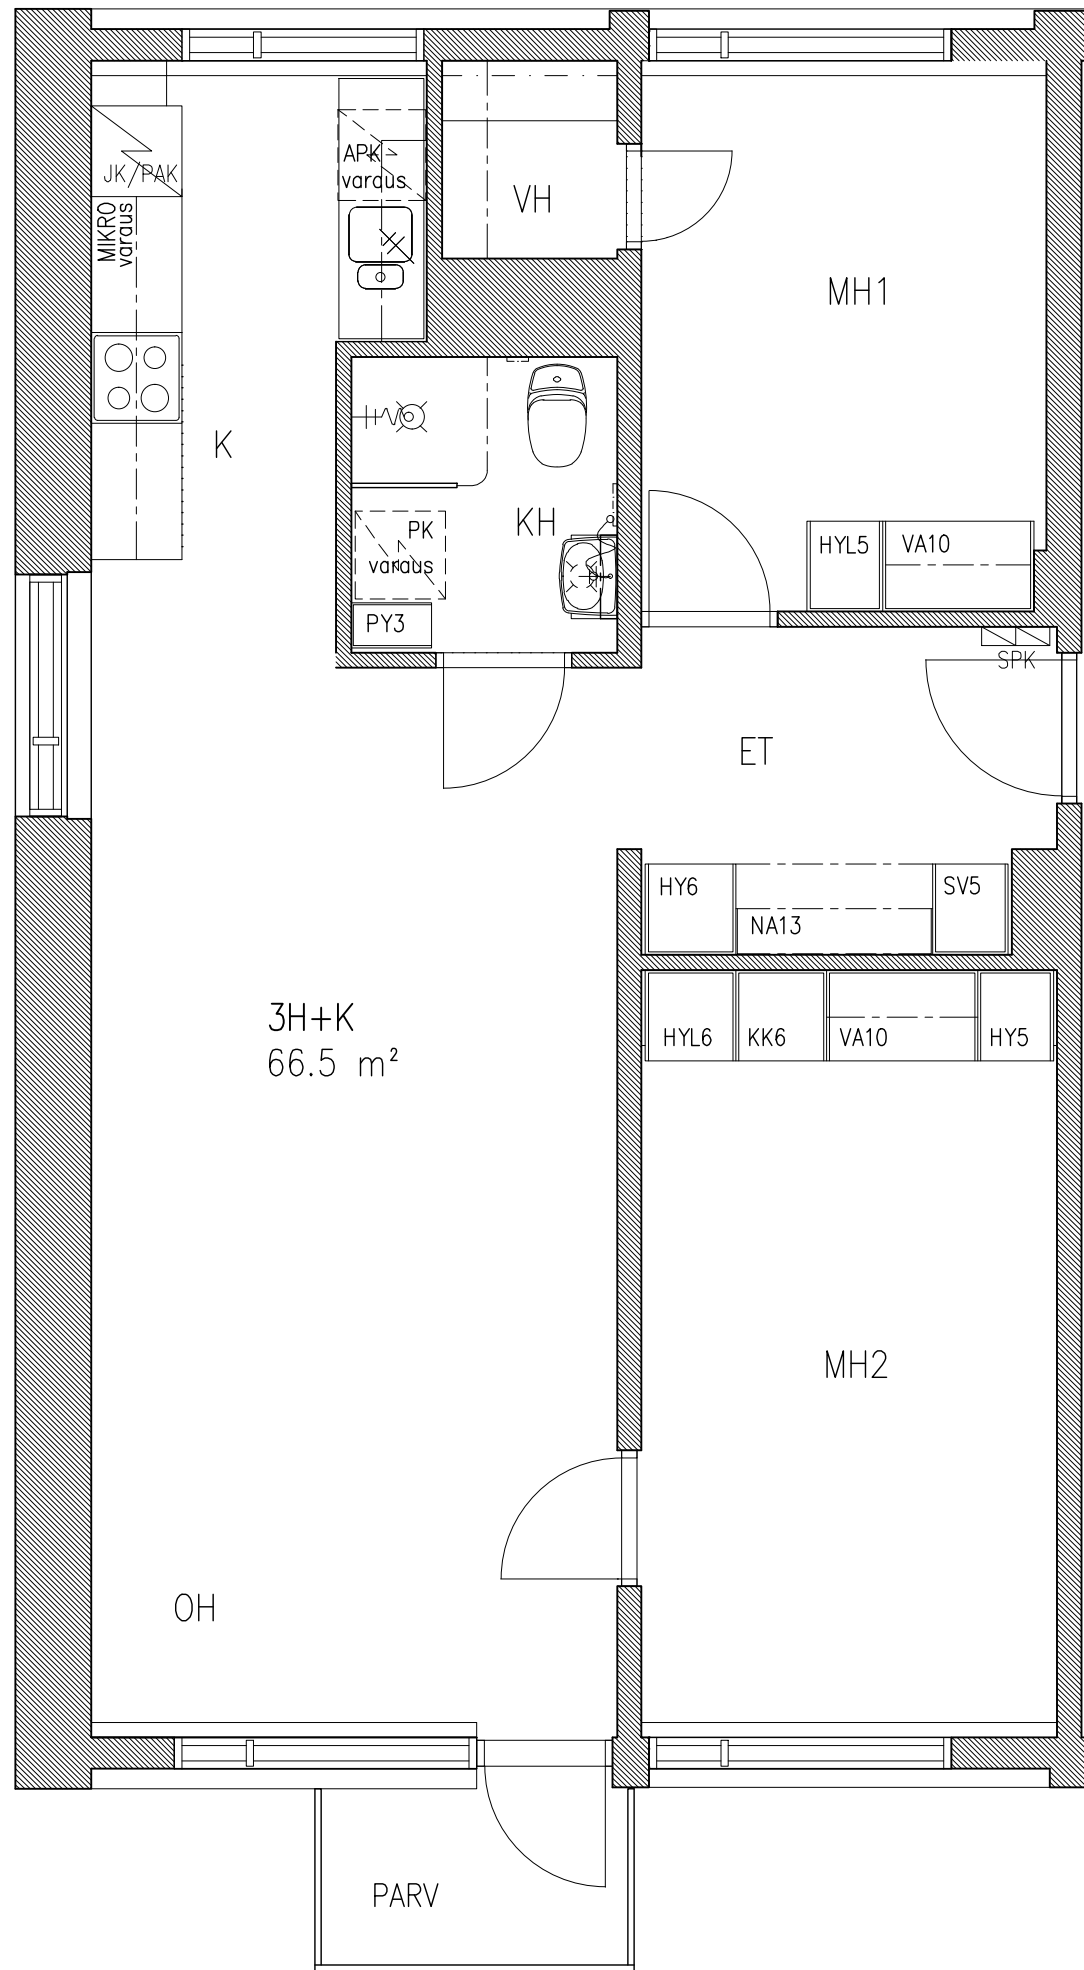 JK/PAK
MIKRO
varaus
APK
varaus
VH
MH1
K
KH
PK
varaus
PY3
HYL5
VA10
SPK
ET
HY6
NA13
SV5
3H+K
66.5 m²
HYL6
KK6
VA10
HY5
MH2
OH
PARV